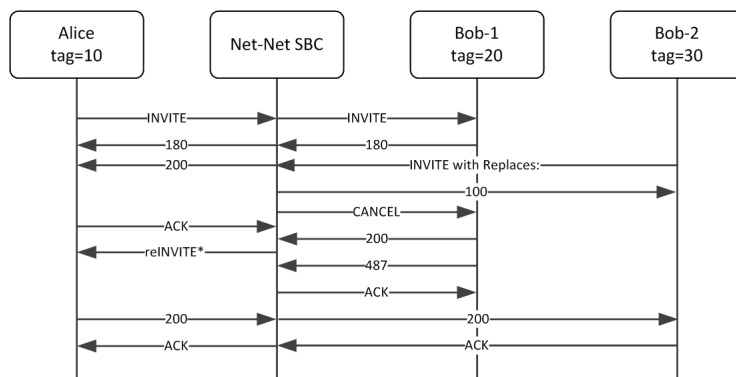 Alice
tag=10
Net-Net SBC
Bob-1
tag=20
Bob-2
tag=30
INVITE
INVITE
180
180
200
INVITE with Replaces:
100
CANCEL
ACK
200
reINVITE*
487
ACK
200
200
ACK
ACK